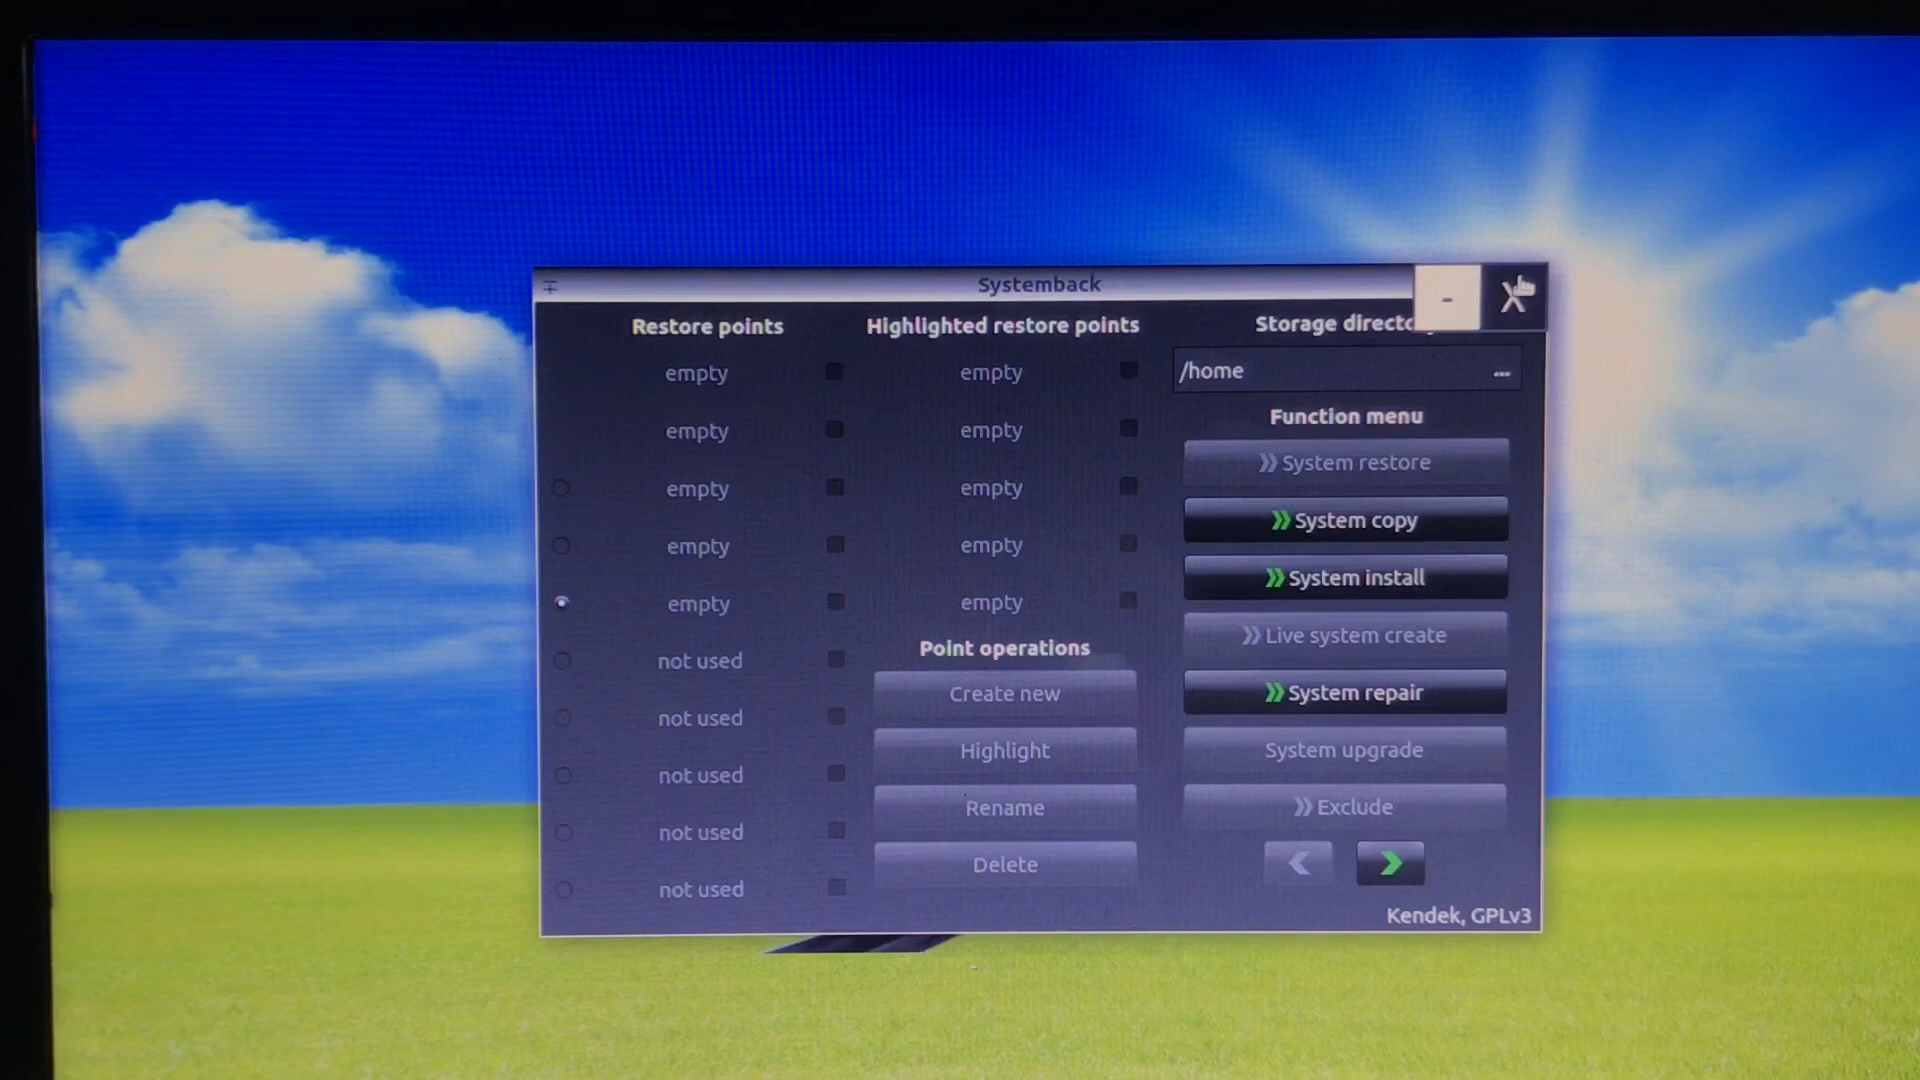 Systemback
-
X
Restore points
empty
empty
empty
empty
empty
not used
not used
not used
not used
not used
Highlighted restore points
empty
empty
empty
empty
empty
Point operations
Create new
Highlight
Rename
Delete
Storage
/home
...
Function menu
System restore
System copy
System install
Live system create
System repair
System upgrade
Exclude
Kendek, GPLv3